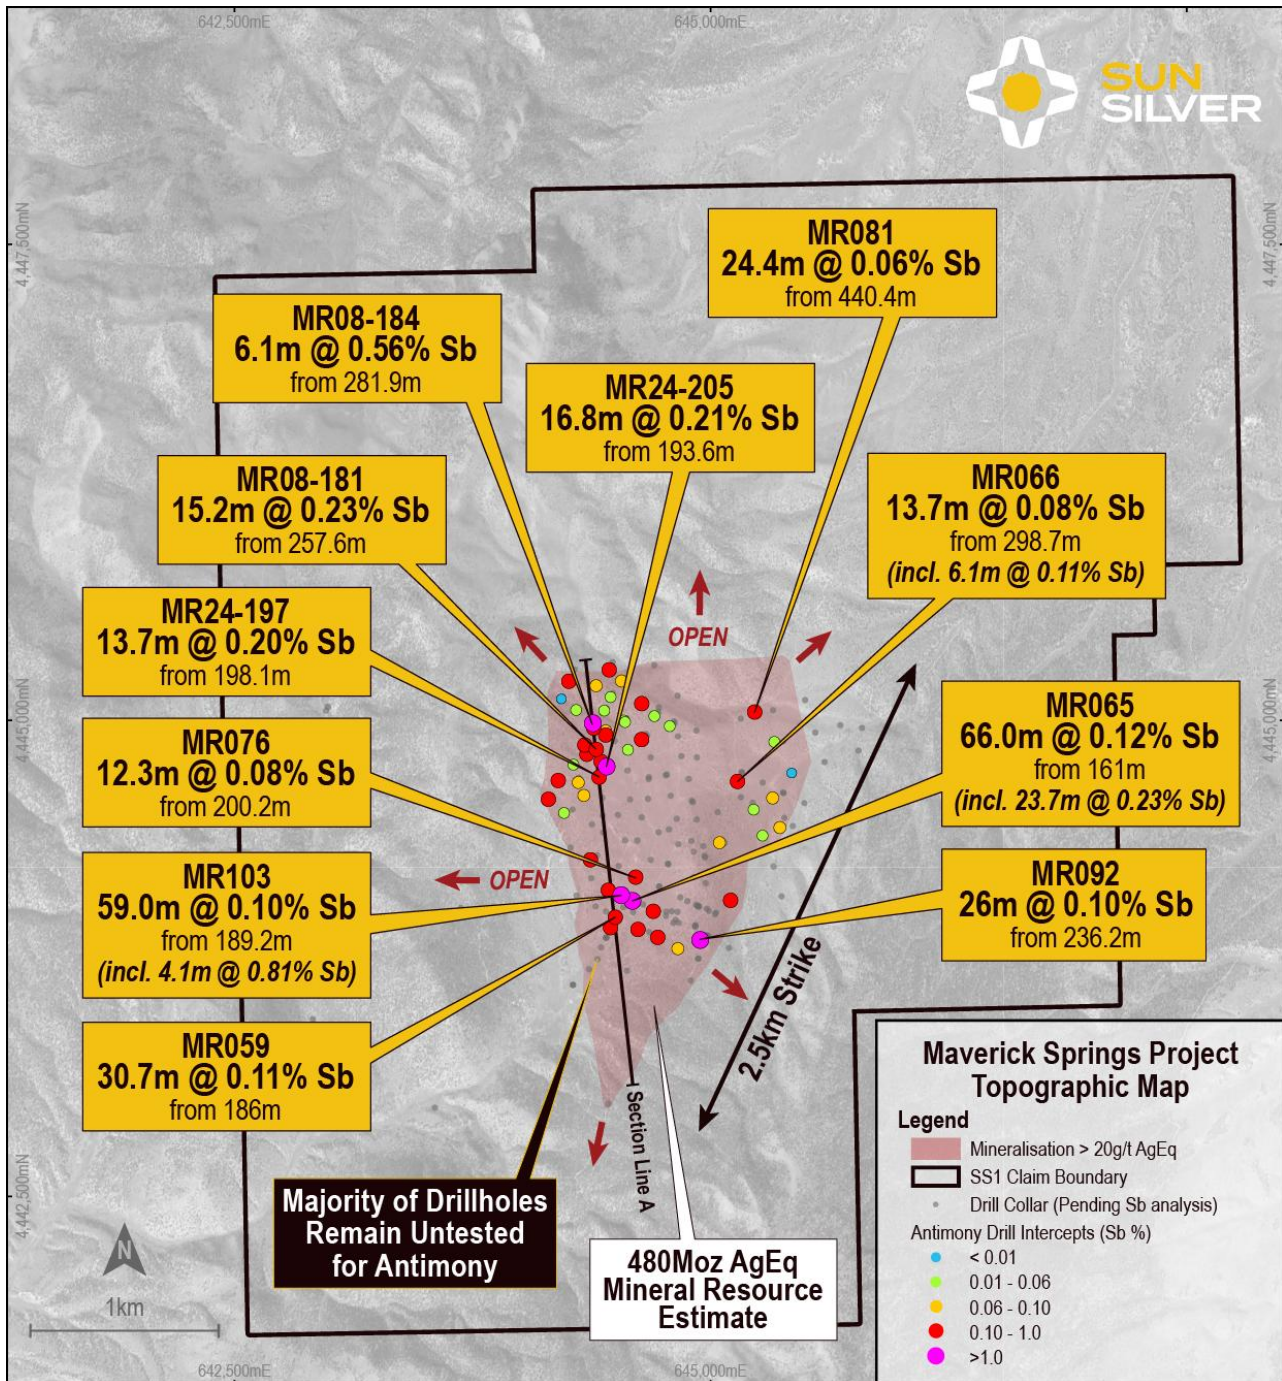 642,500mE
645,000mE
SUN
SILVER
4,447,500mN
4,447,500mN
MR081
24.4m @ 0.06% Sb
from 440.4m
MR08-184
6.1m @ 0.56% Sb
from 281.9m
MR24-205
16.8m @ 0.21% Sb
from 193.6m
MR08-181
15.2m @ 0.23% Sb
from 257.6m
MR066
13.7m @ 0.08% Sb
from 298.7m
(incl. 6.1m @ 0.11% Sb)
MR24-197
13.7m @ 0.20% Sb
from 198.1m
OPEN
4,445,000mN
4,445,000mN
MR065
66.0m @ 0.12% Sb
from 161m
(incl. 23.7m @ 0.23% Sb)
MR076
12.3m @ 0.08% Sb
from 200.2m
MR103
59.0m @ 0.10% Sb
from 189.2m
(incl. 4.1m @ 0.81% Sb)
OPEN
MR092
26m @ 0.10% Sb
from 236.2m
2.5km Strike
MR059
30.7m @ 0.11% Sb
from 186m
Section Line A
Majority of Drillholes
Remain Untested
for Antimony
480Moz AgEq
Mineral Resource
Estimate
4,442,500mN
N
1km
Maverick Springs Project
Topographic Map
Legend
Mineralisation > 20g/t AgEq
SS1 Claim Boundary
Drill Collar (Pending Sb analysis)
Antimony Drill Intercepts (Sb %)
< 0.01
0.01 - 0.06
0.06 - 0.10
0.10 - 1.0
>1.0
642,500mE
645,000mE